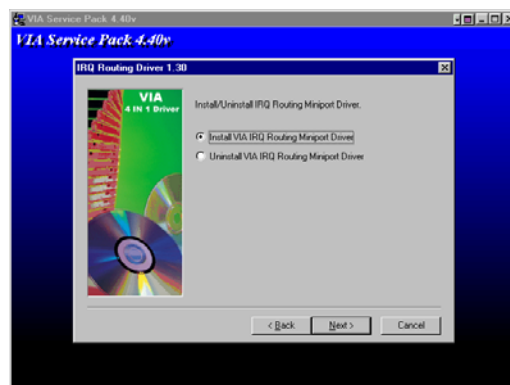 VIA Service Pack 4.40v
VIA Service Pack 4.40v
IRQ Routing Driver 1.30
VIA
4 IN 1 Driver
Install/Uninstall IRQ Routing Miniport Driver.
Install VIA IRQ Routing Miniport Driver
Uninstall VIA IRQ Routing Miniport Driver
< Back
Next >
Cancel